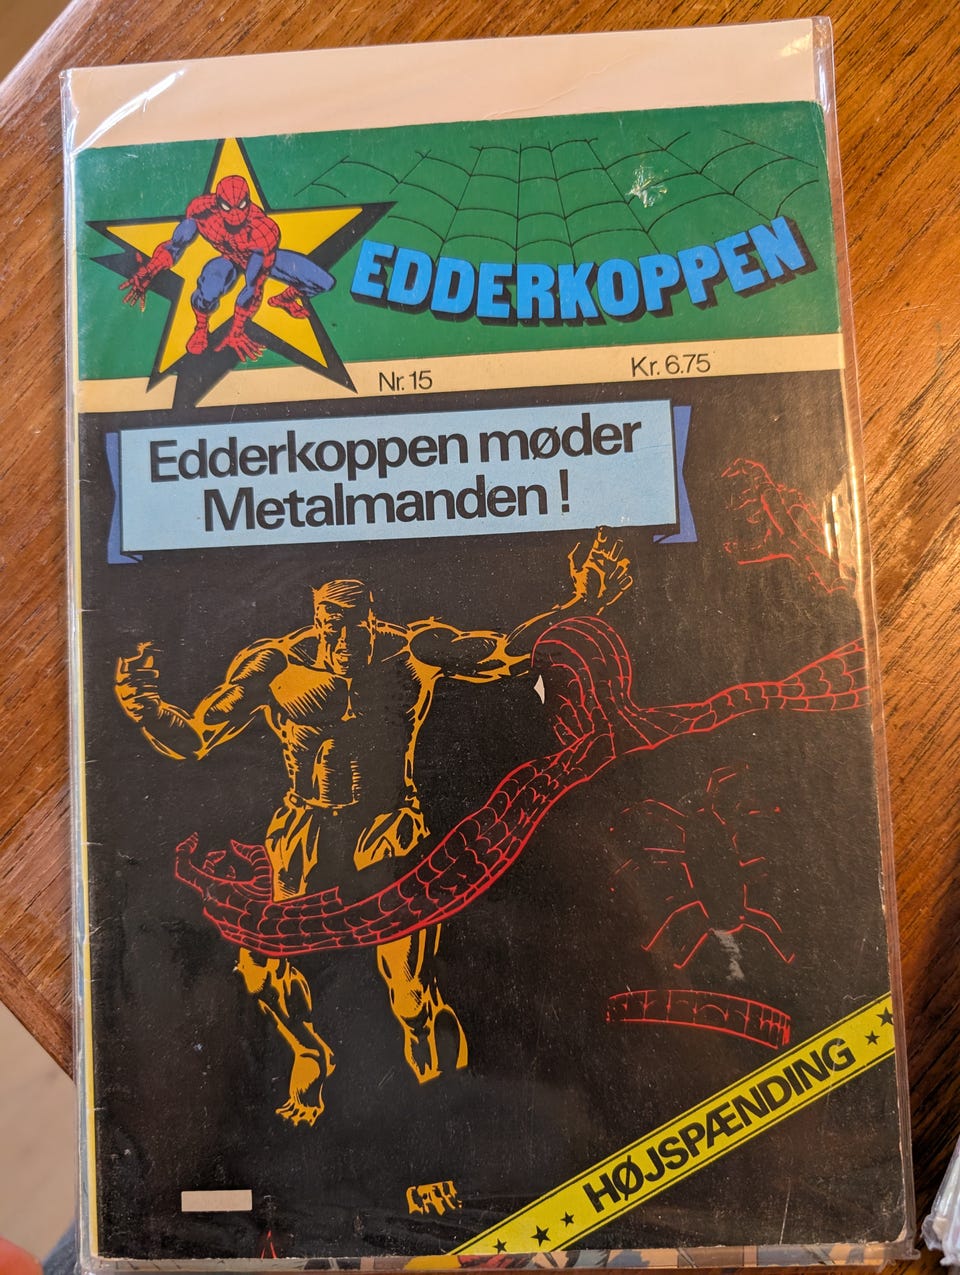 EDDERKOPPEN
Nr. 15
Kr. 6.75
Edderkoppen møder
Metalmanden!
HØJSPÆNDING